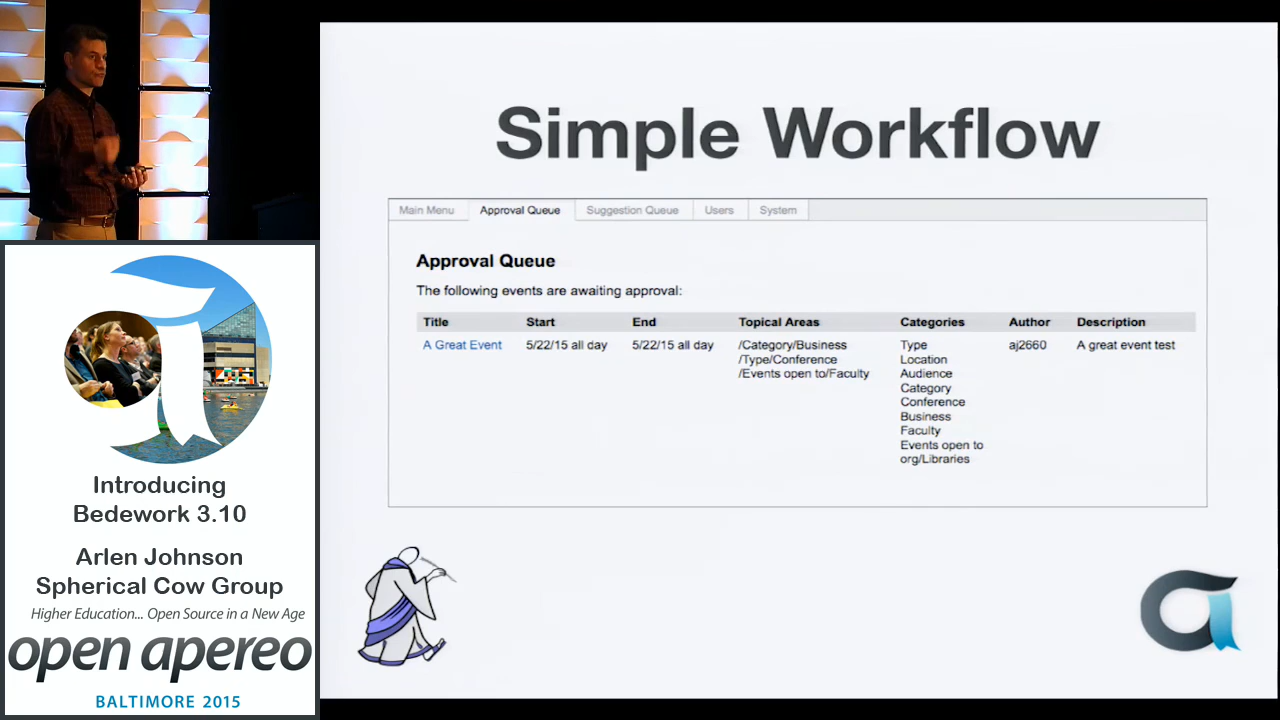 Simple Workflow
Main Menu Approval Queue Suggestion Queue Users System
Approval Queue
The following events are awaiting approval:
Title Start End Topical Areas Categories Author Description
A Great Event 5/22/15 all day 5/22/15 all day /Category/Business Type aj2660 A great event test
/Type/Conference Location
/Events open to/Faculty Audience
Category
Conference
Business
Faculty
Events open to
org/Libraries
Introducing
Bedework 3.10
Arlen Johnson
Spherical Cow Group
Higher Education... Open Source in a New Age
open apereo
BALTIMORE 2015